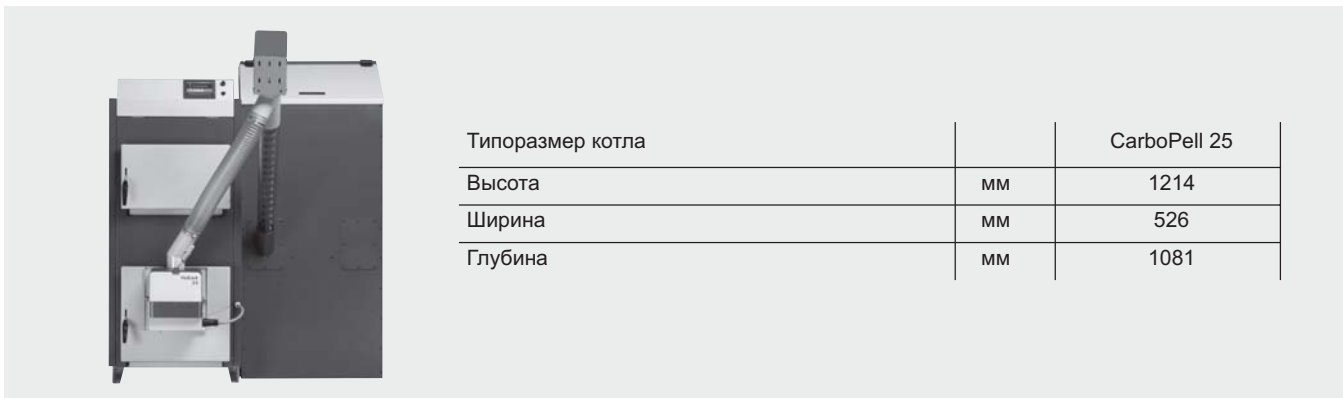 Типоразмер котла CarboPell 25
Высота мм 1214
Ширина мм 526
Глубина мм 1081